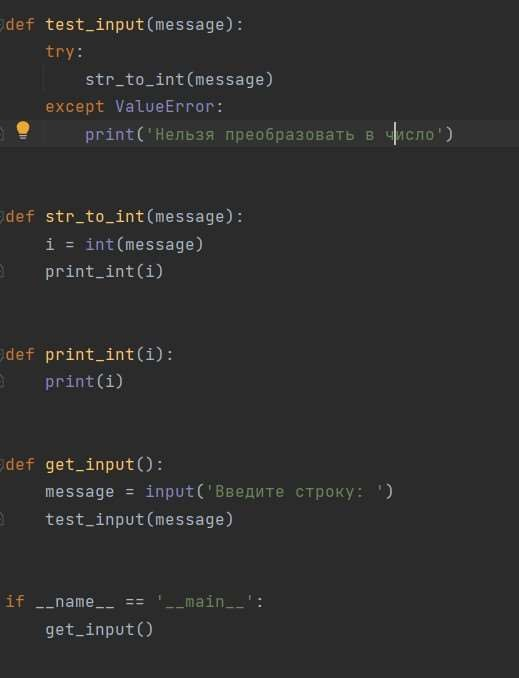 def test_input(message):
    try:
        str_to_int(message)
    except ValueError:
        print('Нельзя преобразовать в число')
def str_to_int(message):
    i = int(message)
    print_int(i)
def print_int(i):
    print(i)
def get_input():
    message = input('Введите строку: ')
    test_input(message)
if __name__ == '__main__':
    get_input()